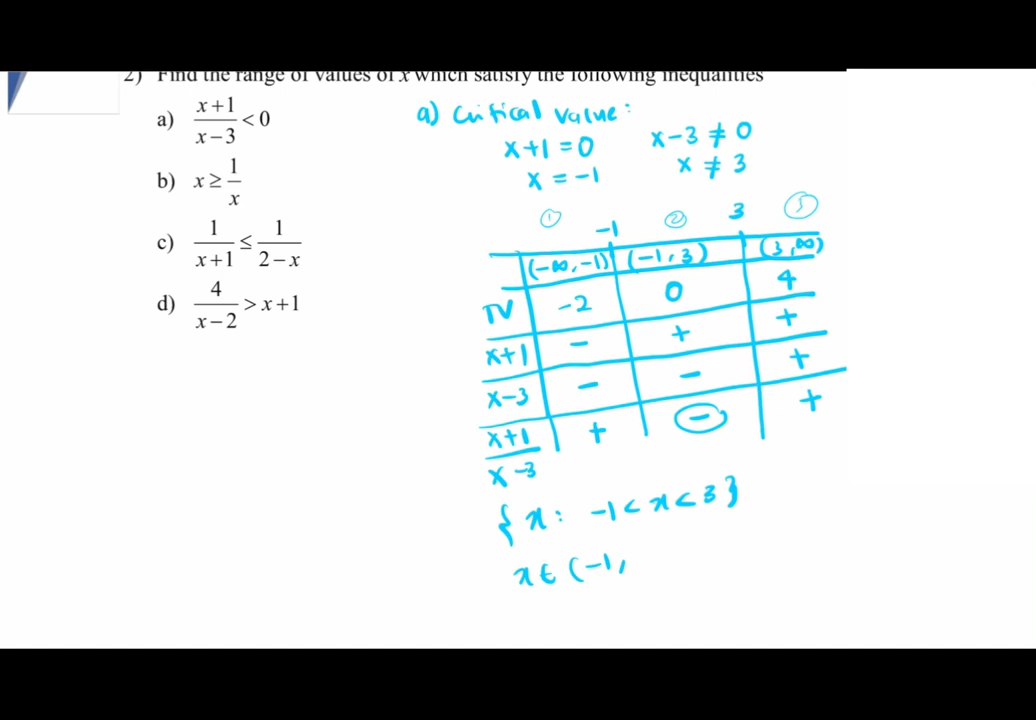 2) Find the range of values of x which satisfy the following inequalities
a) x+1 / x−3 < 0
b) x ≥ 1 / x
c) 1 / x+1 ≤ 1 / 2−x
d) 4 / x−2 > x+1
a) Critical value :
x+1 = 0 x−3 ≠ 0
x = −1 x ≠ 3
① ② ③
−1 3
(−∞, −1) (−1, 3) (3, ∞)
TV −2 0 4
x+1 − + +
x−3 − − +
x+1 / x−3 + − +
{ x : −1 < x < 3 }
x ∈ (−1,